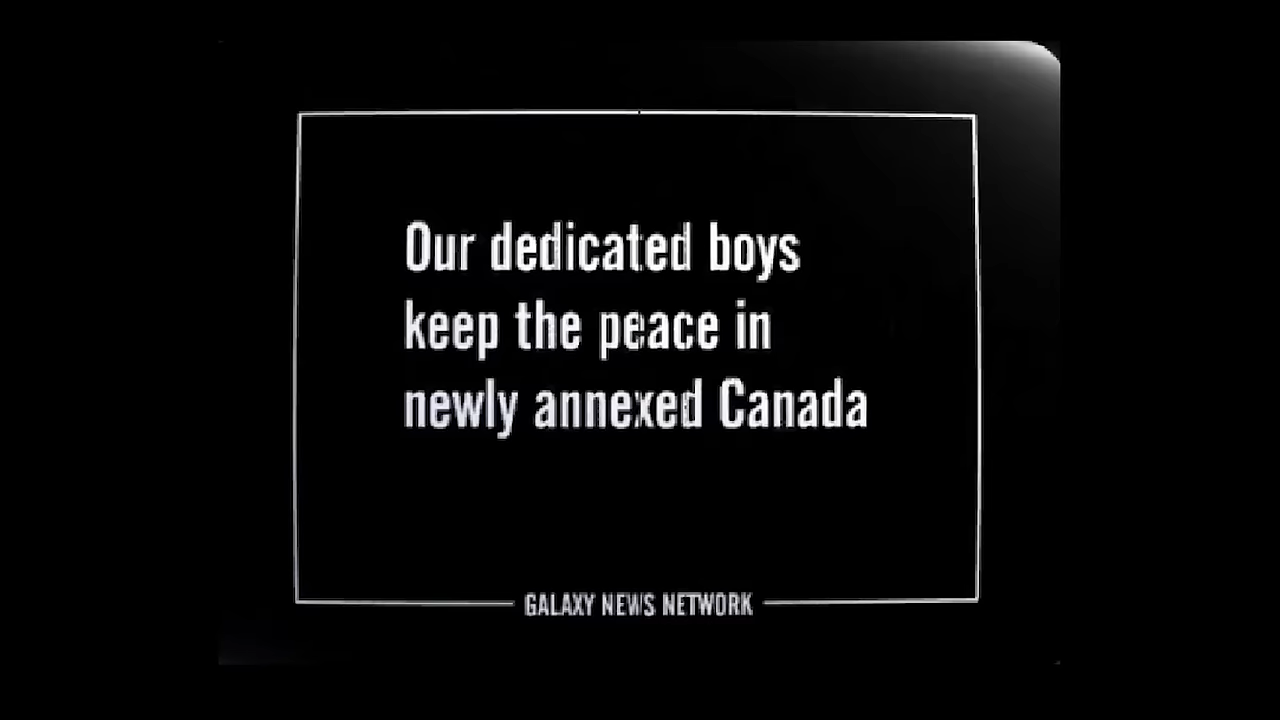 Our dedicated boys
keep the peace in
newly annexed Canada
GALAXY NEWS NETWORK